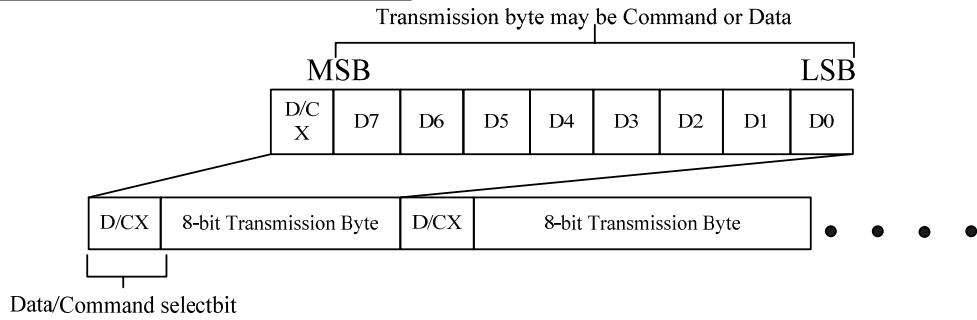 Transmission byte may be Command or Data
MSB LSB
D/C
X D7 D6 D5 D4 D3 D2 D1 D0
D/CX 8-bit Transmission Byte D/CX 8-bit Transmission Byte
Data/Command selectbit